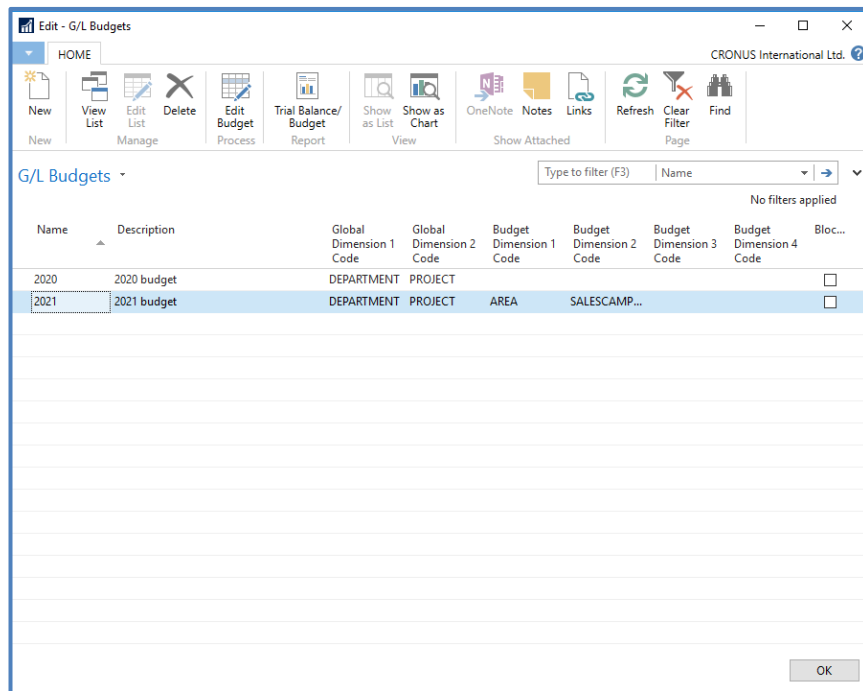 Edit - G/L Budgets
HOME
CRONUS International Ltd.
New
View List
Edit List
Delete
Edit Budget
Trial Balance/ Budget
Show as List
Show as Chart
OneNote
Notes
Links
Refresh
Clear Filter
Find
New
Manage
Process
Report
View
Show Attached
Page
G/L Budgets
Type to filter (F3)
Name
No filters applied
Name
Description
Global Dimension 1 Code
Global Dimension 2 Code
Budget Dimension 1 Code
Budget Dimension 2 Code
Budget Dimension 3 Code
Budget Dimension 4 Code
Bloc...
2020 2020 budget DEPARTMENT PROJECT
2021 2021 budget DEPARTMENT PROJECT AREA SALESCAMP...
OK